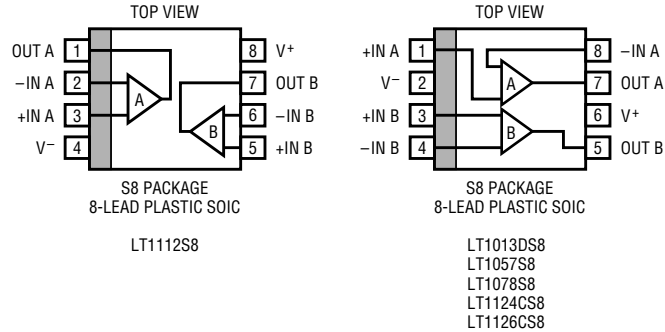 TOP VIEW
OUT A 1
–IN A 2
+IN A 3
V– 4
8 V+
7 OUT B
6 –IN B
5 +IN B
A
B
S8 PACKAGE
8-LEAD PLASTIC SOIC
LT1112S8
TOP VIEW
+IN A 1
V– 2
+IN B 3
–IN B 4
8 –IN A
7 OUT A
6 V+
5 OUT B
A
B
S8 PACKAGE
8-LEAD PLASTIC SOIC
LT1013DS8
LT1057S8
LT1078S8
LT1124CS8
LT1126CS8